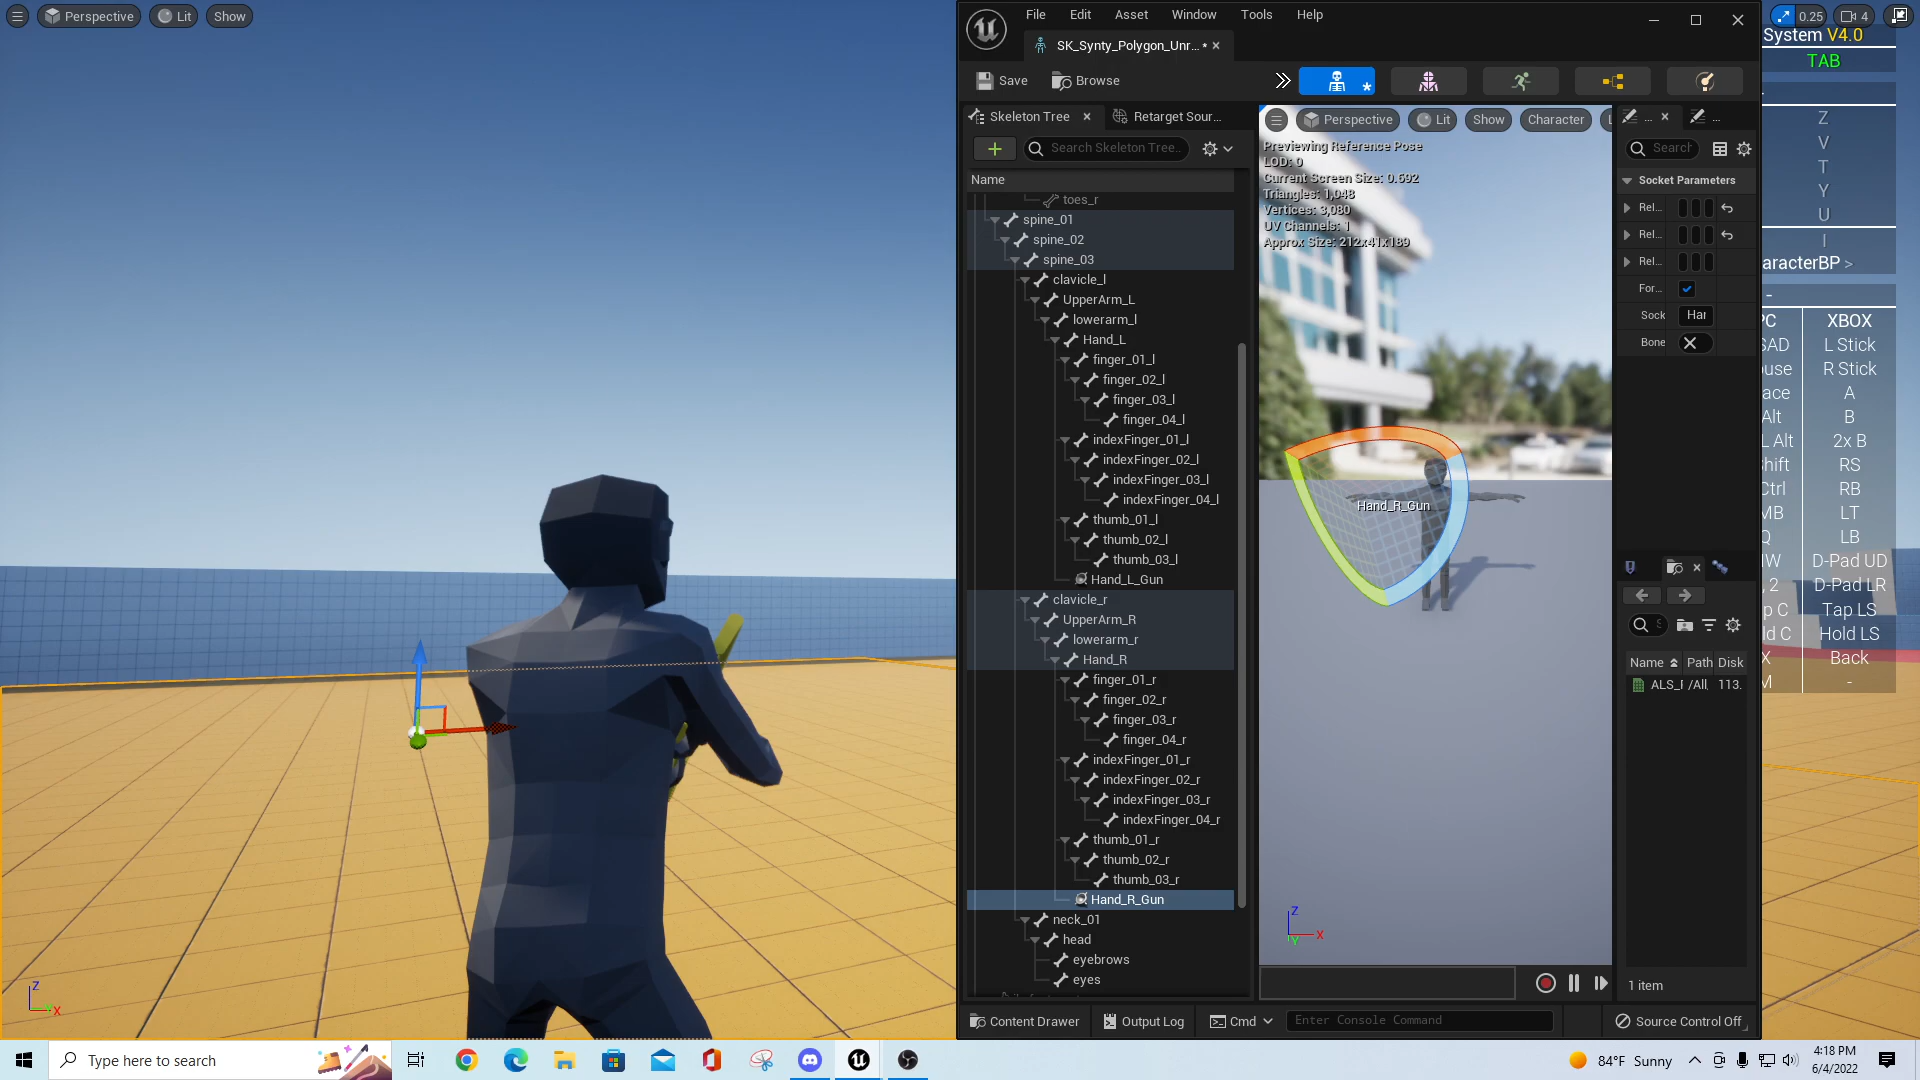 Perspective
Lit
Show
File
Edit
Asset
Window
Tools
Help
SK_Synty_Polygon_Unr... •
Save
Browse
Skeleton Tree
Retarget Sour...
Search Skeleton Tree..
Name
toes_r
spine_01
spine_02
spine_03
clavicle_l
UpperArm_L
lowerarm_l
Hand_L
finger_01_l
finger_02_l
finger_03_l
finger_04_l
indexFinger_01_l
indexFinger_02_l
indexFinger_03_l
indexFinger_04_l
thumb_01_l
thumb_02_l
thumb_03_l
Hand_L_Gun
clavicle_r
UpperArm_R
lowerarm_r
Hand_R
finger_01_r
finger_02_r
finger_03_r
finger_04_r
indexFinger_01_r
indexFinger_02_r
indexFinger_03_r
indexFinger_04_r
thumb_01_r
thumb_02_r
thumb_03_r
Hand_R_Gun
neck_01
head
eyebrows
eyes
Perspective
Lit
Show
Character
Previewing Reference Pose
LOD: 0
Current Screen Size: 0.692
Triangles: 1,048
Vertices: 3,080
UV Channels: 1
Approx Size: 212x41x189
Hand_R_Gun
Z
X
Y
...
...
Search
Socket Parameters
Rel...
Rel...
Rel...
For...
Sock
Har
Bone
Name
Path
Disk
ALS_
/All
113.
1 item
0.25
4
System V4.0
TAB
Z
V
T
Y
U
I
aracterBP >
-
PC XBOX
SAD L Stick
ouse R Stick
ace A
Alt B
L Alt 2x B
hift RS
Ctrl RB
MB LT
Q LB
W D-Pad UD
, 2 D-Pad LR
p C Tap LS
ld C Hold LS
X Back
M -
Z
X
Content Drawer
Output Log
Cmd
Enter Console Command
Source Control Off
Type here to search
84°F Sunny
4:18 PM
6/4/2022